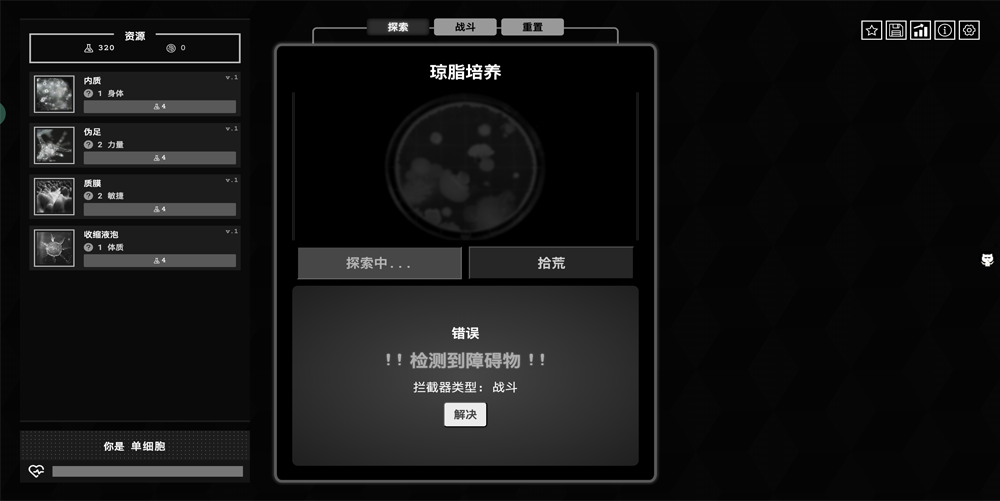 探索
战斗
重置
资源
320
0
内质
v.1
? 1 身体
4
伪足
v.1
? 2 力量
4
质膜
v.1
? 2 敏捷
4
收缩液泡
v.1
? 1 体质
4
你是 单细胞
琼脂培养
探索中...
拾荒
错误
!! 检测到障碍物 !!
拦截器类型: 战斗
解决